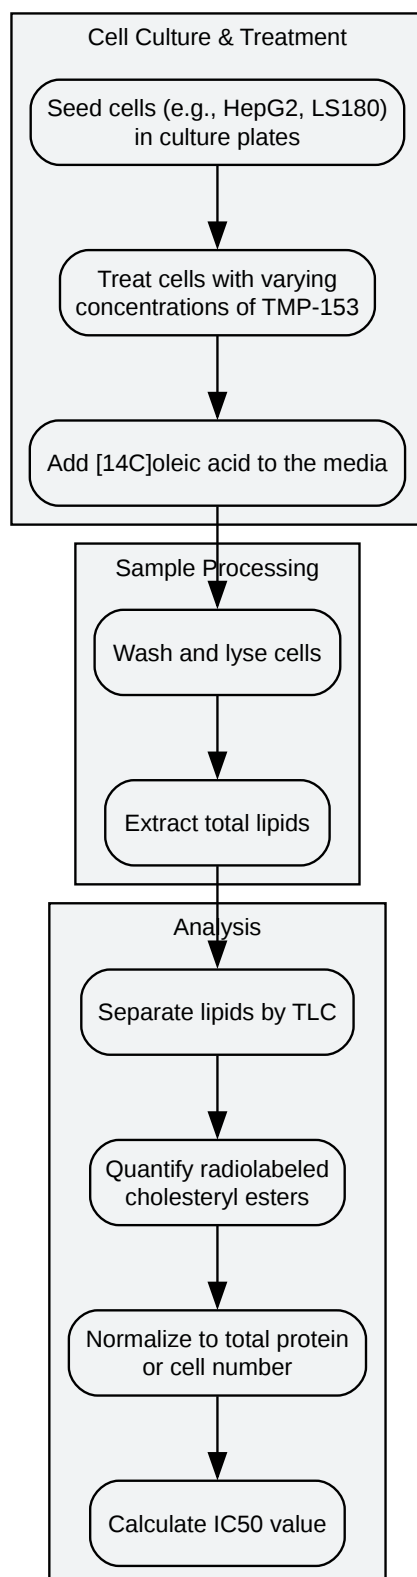 Cell Culture & Treatment
Seed cells (e.g., HepG2, LS180)
in culture plates
Treat cells with varying
concentrations of TMP-153
Add [14C]oleic acid to the media
Sample Processing
Wash and lyse cells
Extract total lipids
Analysis
Separate lipids by TLC
Quantify radiolabeled
cholesteryl esters
Normalize to total protein
or cell number
Calculate IC50 value